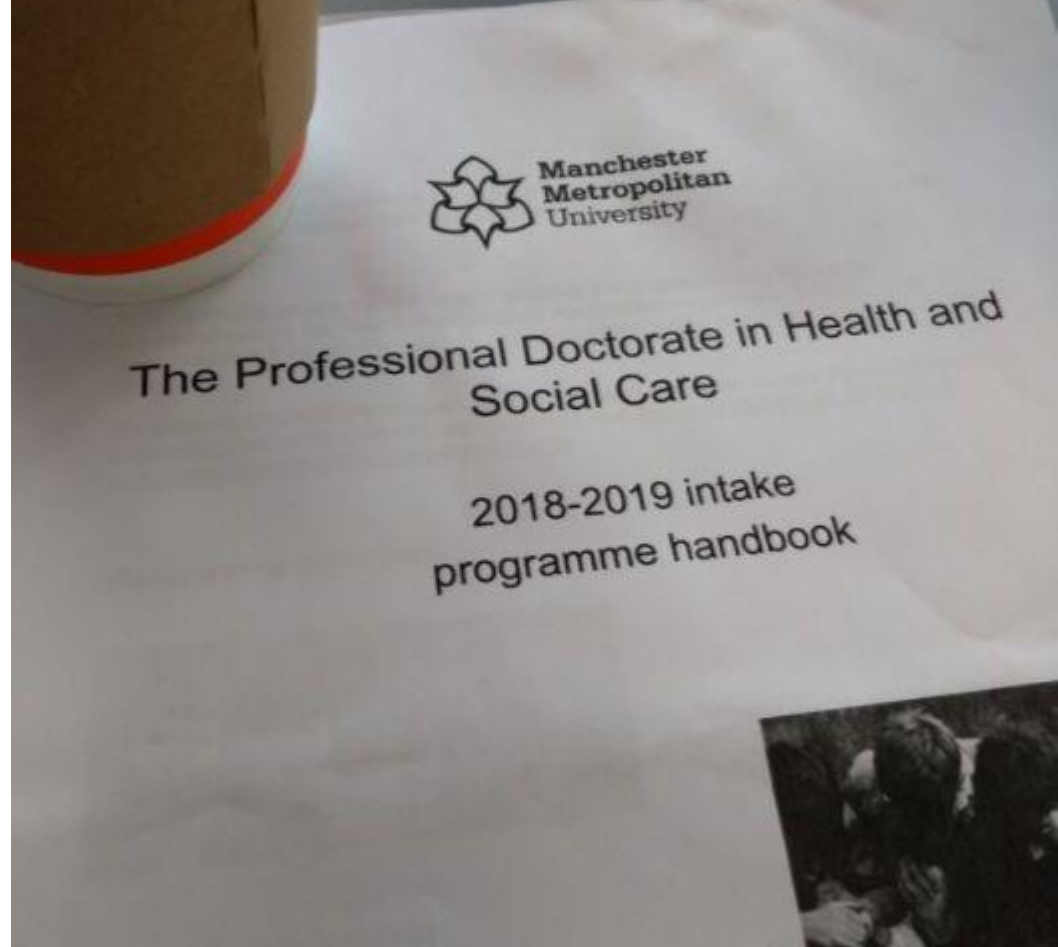 Manchester
Metropolitan
University
The Professional Doctorate in Health and
Social Care
2018-2019 intake
programme handbook